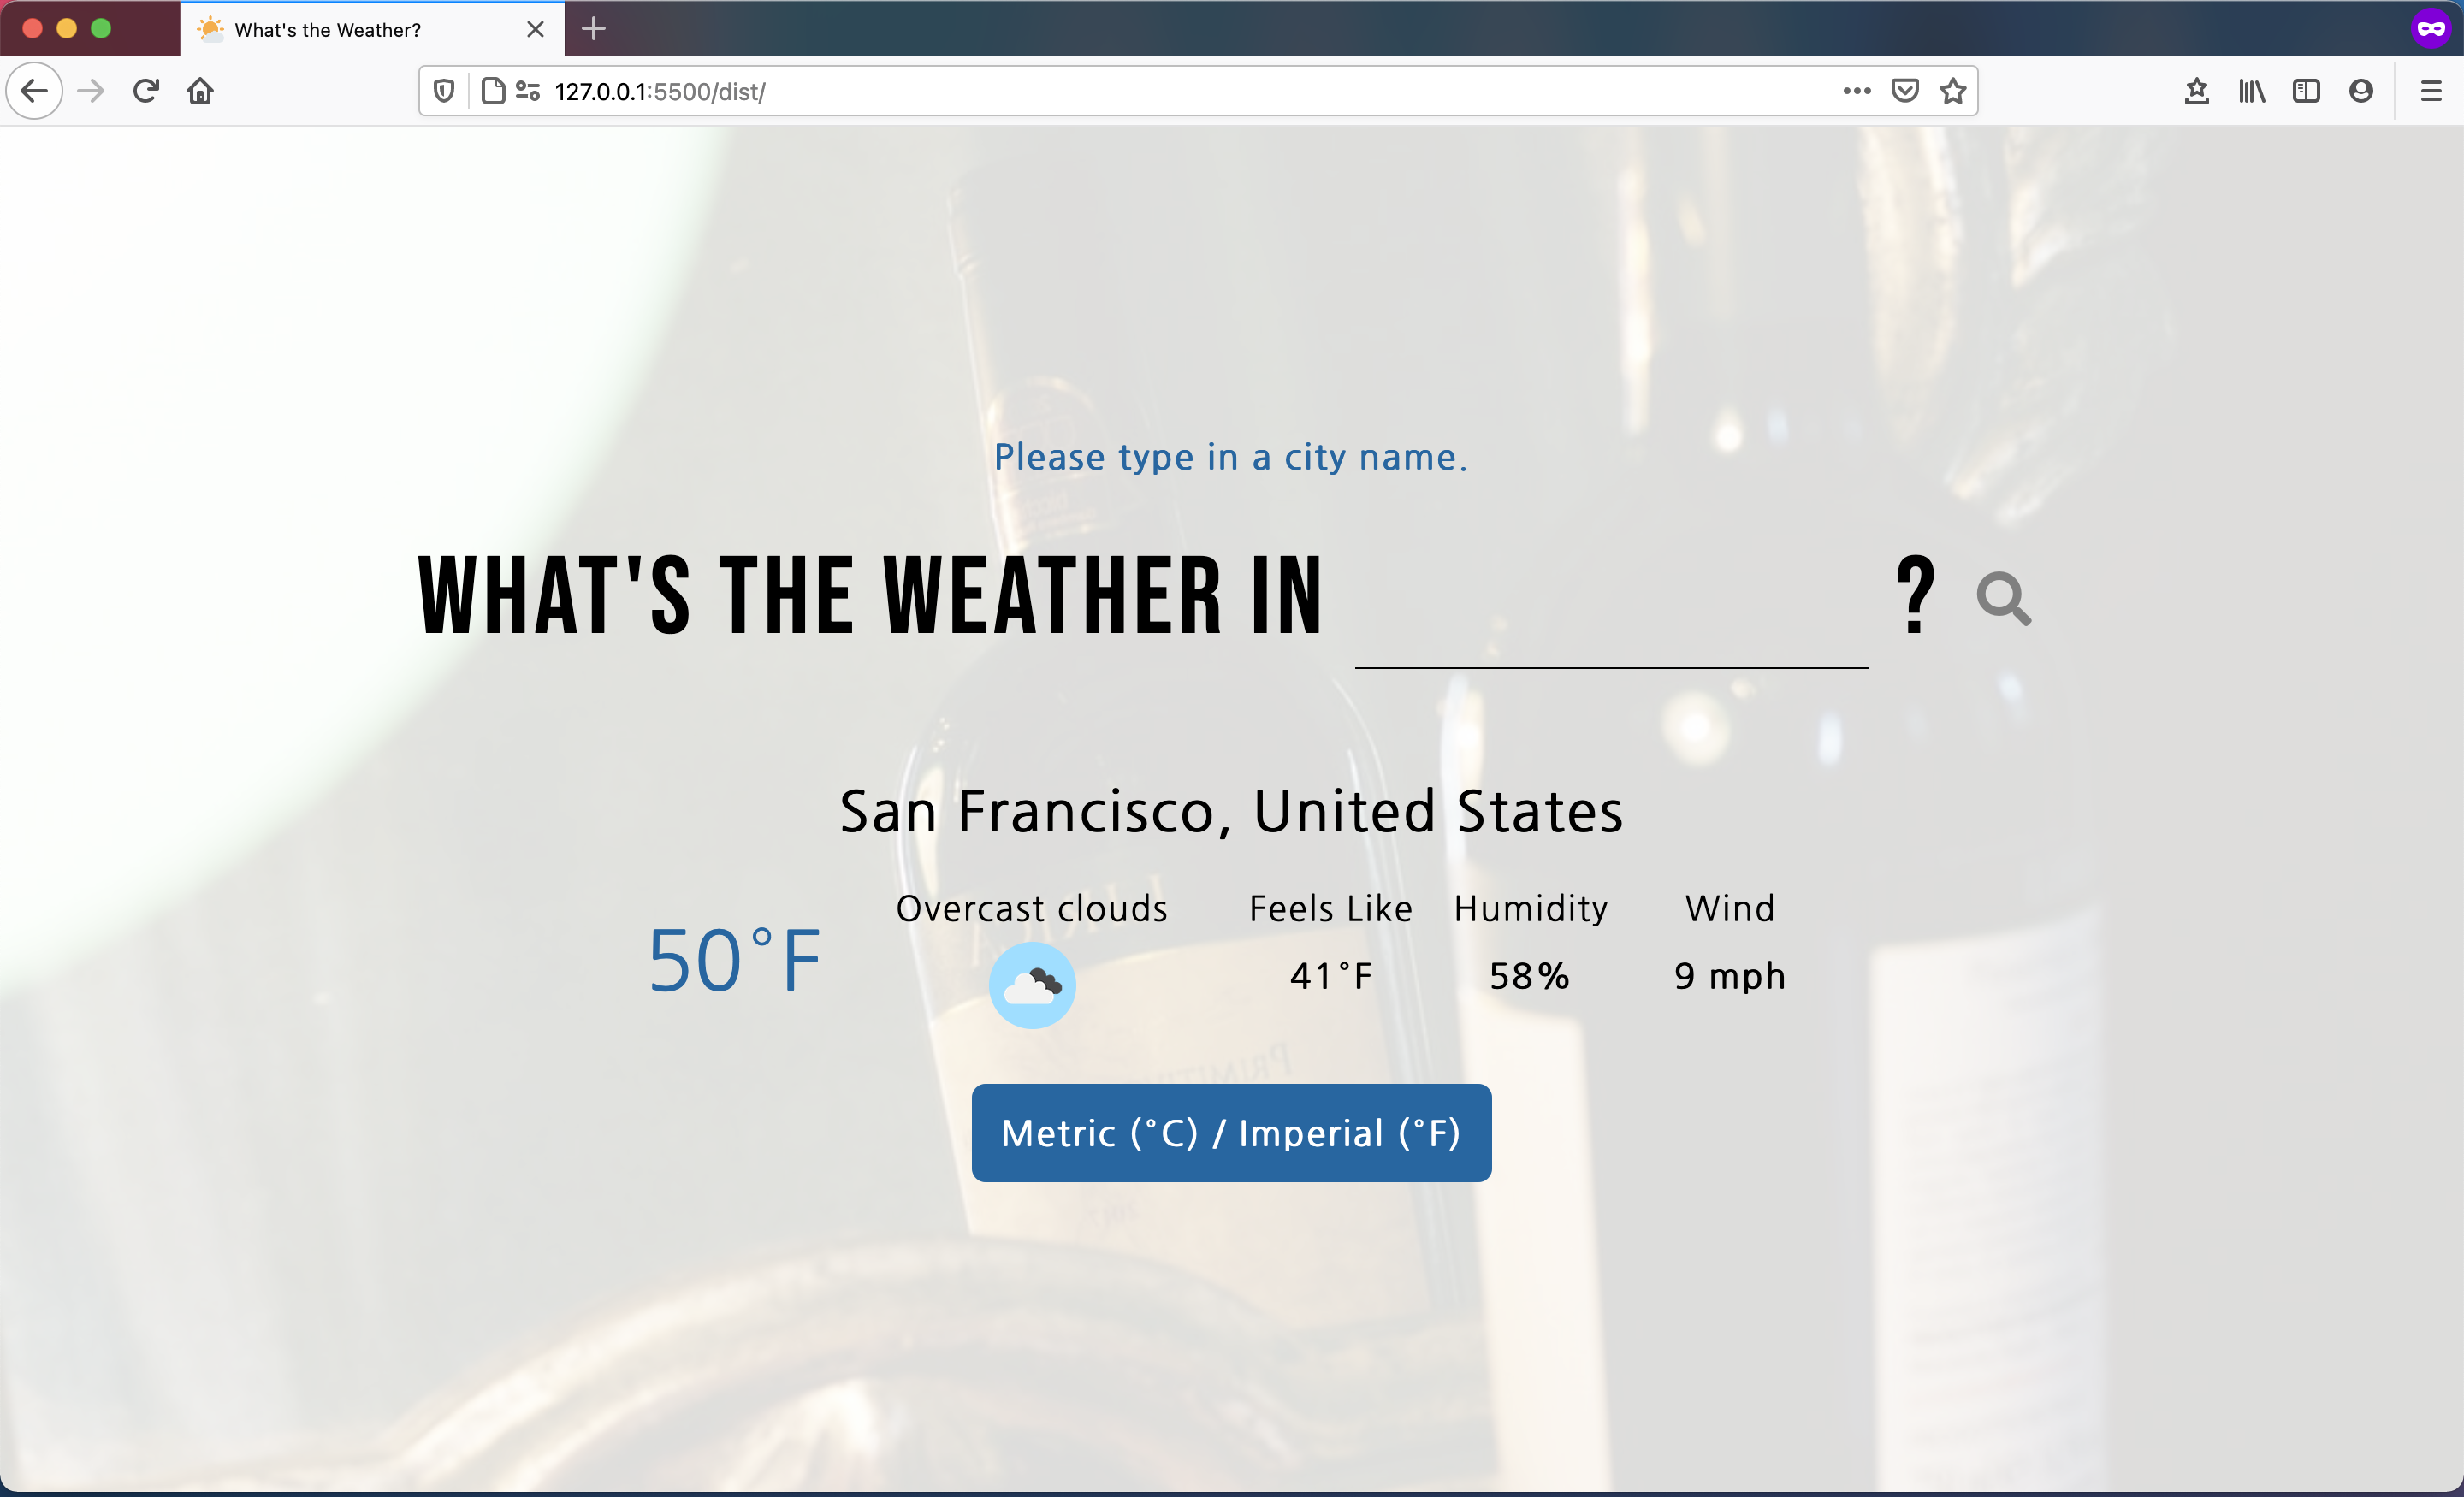 What's the Weather?
127.0.0.1:5500/dist/
Please type in a city name.
WHAT'S THE WEATHER IN ?
San Francisco, United States
50°F
Overcast clouds Feels Like Humidity Wind
41°F 58% 9 mph
Metric (°C) / Imperial (°F)